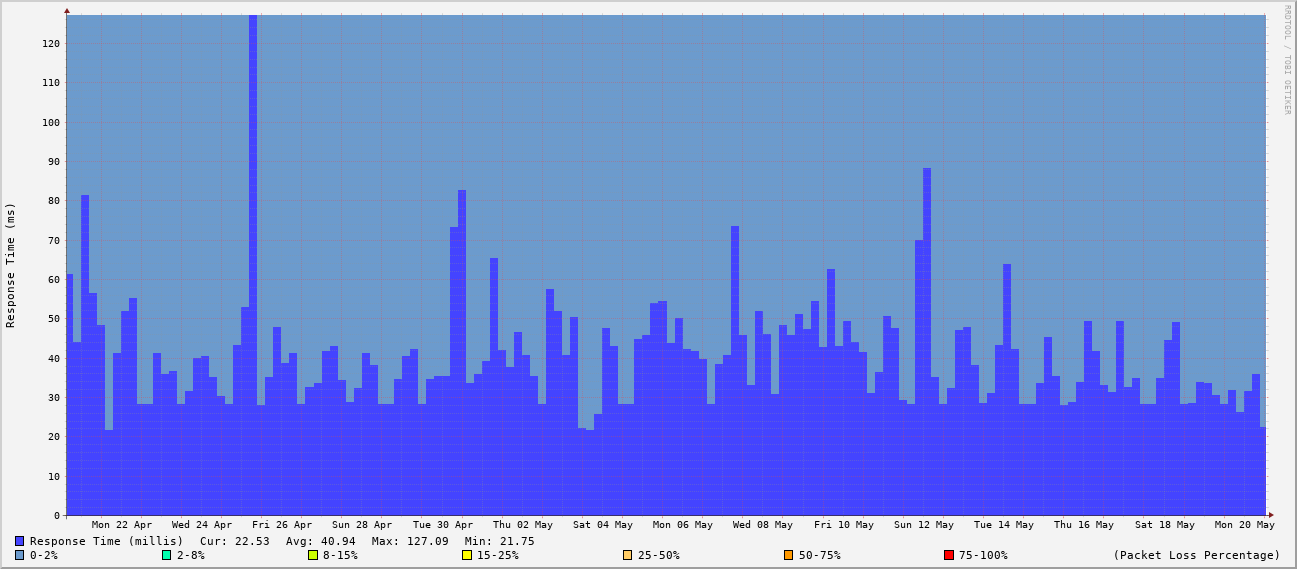 RRDTOOL / TOBI OETIKER
Response Time (ms)
120
110
100
90
80
70
60
50
40
30
20
10
0
Mon 22 Apr Wed 24 Apr Fri 26 Apr Sun 28 Apr Tue 30 Apr Thu 02 May Sat 04 May Mon 06 May Wed 08 May Fri 10 May Sun 12 May Tue 14 May Thu 16 May Sat 18 May Mon 20 May
Response Time (millis) Cur: 22.53 Avg: 40.94 Max: 127.09 Min: 21.75
0-2% 2-8% 8-15% 15-25% 25-50% 50-75% 75-100% (Packet Loss Percentage)